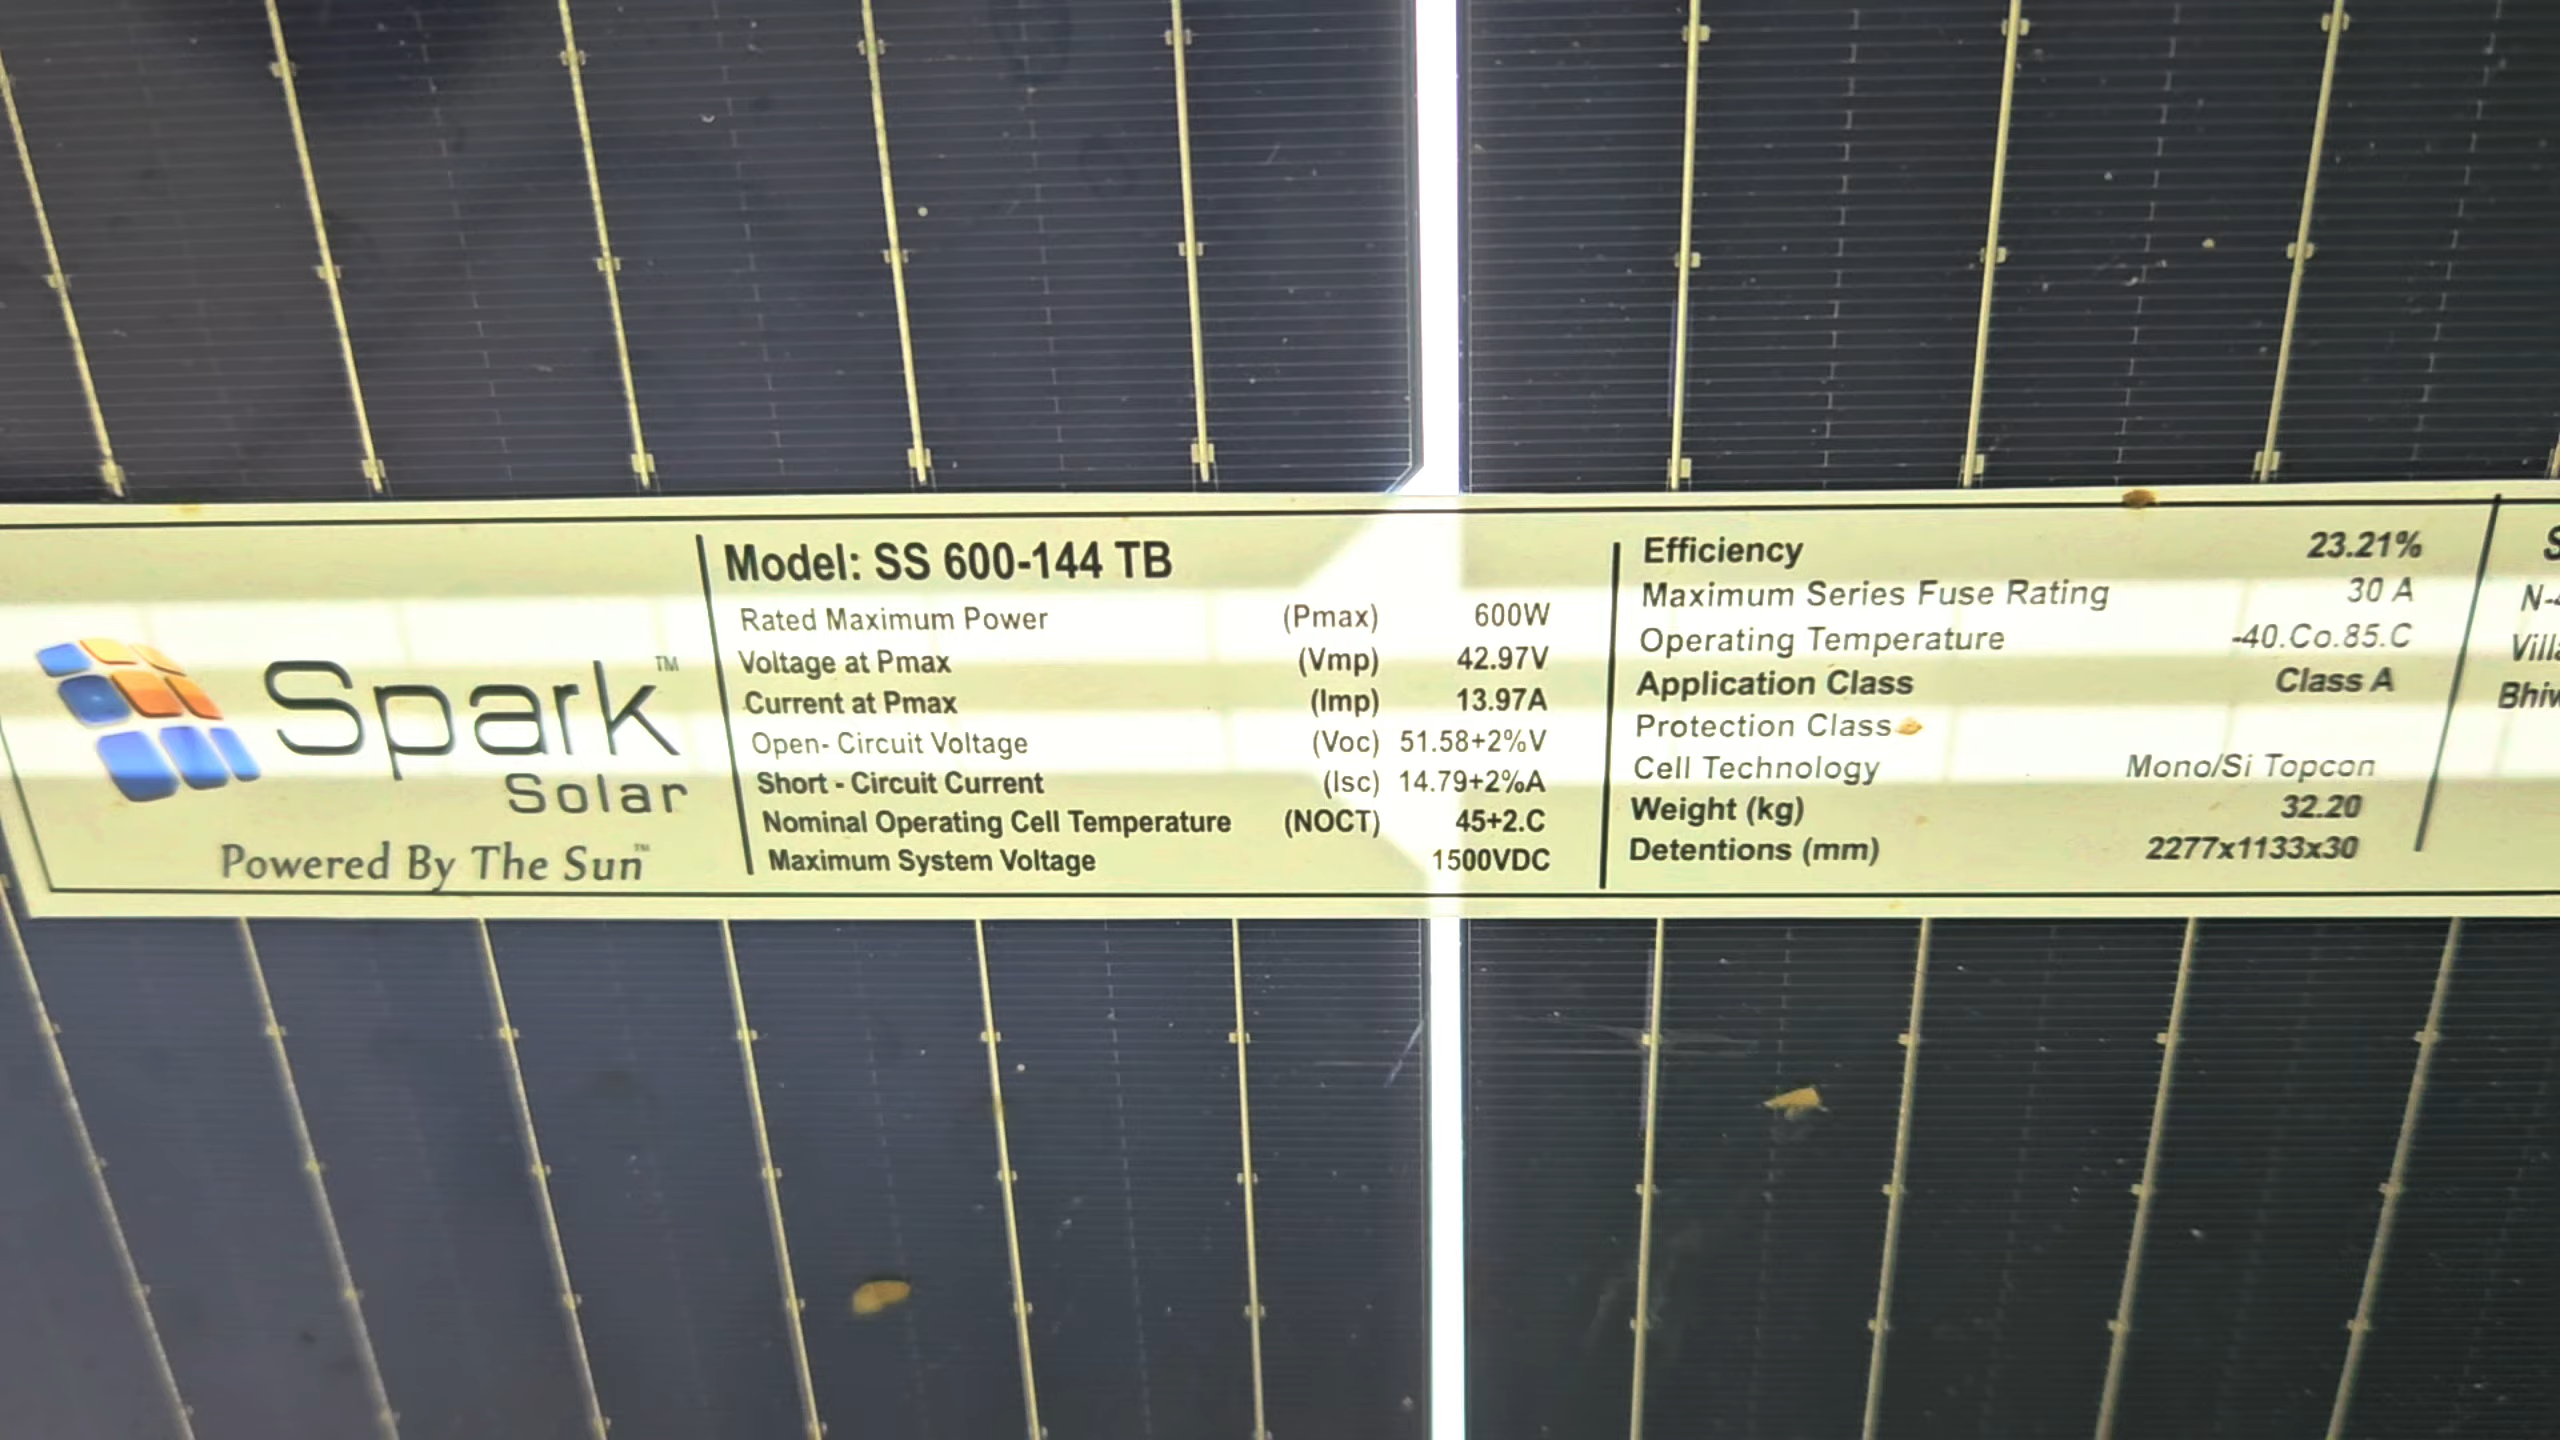 Spark™
Solar
Powered By The Sun™
Model: SS 600-144 TB
Rated Maximum Power (Pmax) 600W
Voltage at Pmax (Vmp) 42.97V
Current at Pmax (Imp) 13.97A
Open- Circuit Voltage (Voc) 51.58+2%V
Short - Circuit Current (Isc) 14.79+2%A
Nominal Operating Cell Temperature (NOCT) 45+2.C
Maximum System Voltage 1500VDC
Efficiency 23.21%
Maximum Series Fuse Rating 30 A
Operating Temperature -40.Co.85.C
Application Class Class A
Protection Class
Cell Technology Mono/Si Topcon
Weight (kg) 32.20
Detentions (mm) 2277x1133x30